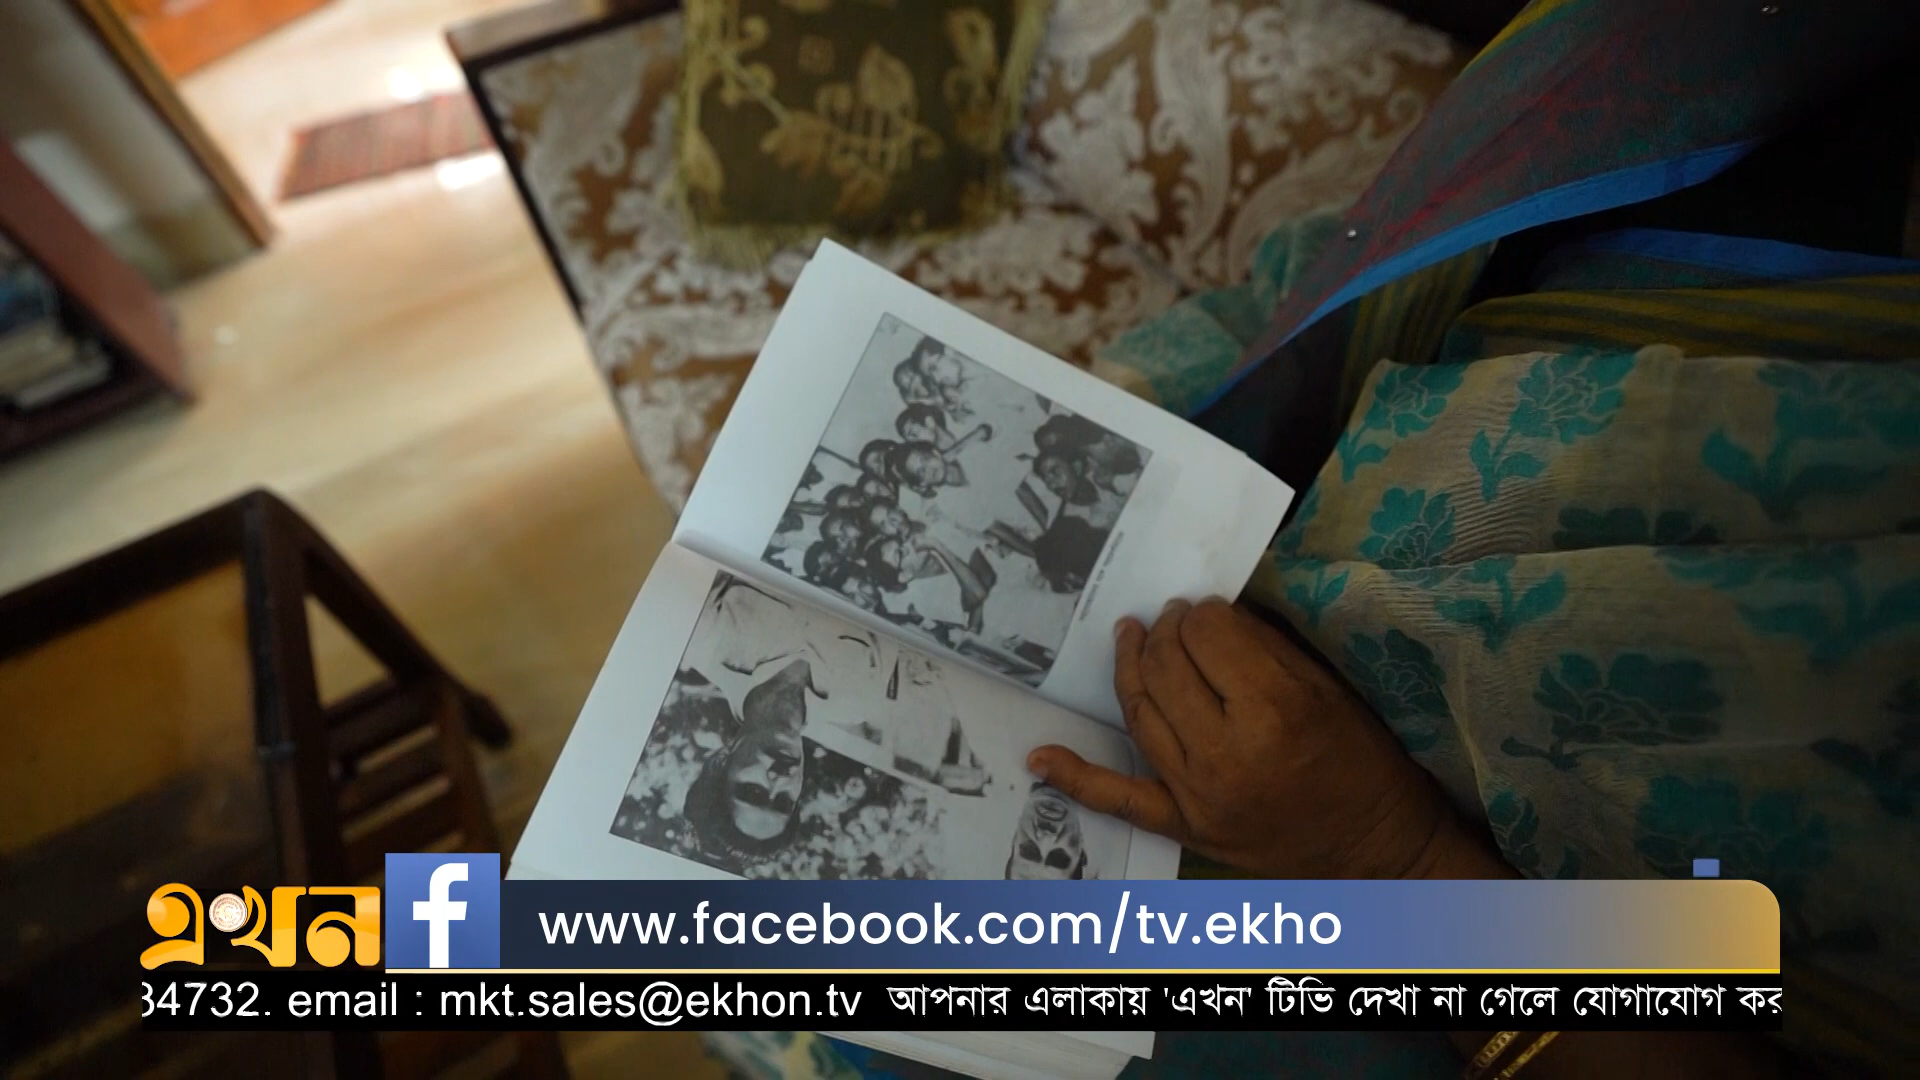 এখন
f www.facebook.com/tv.ekho
34732. email : mkt.sales@ekhon.tv আপনার এলাকায় 'এখন' টিভি দেখা না গেলে যোগাযোগ কর